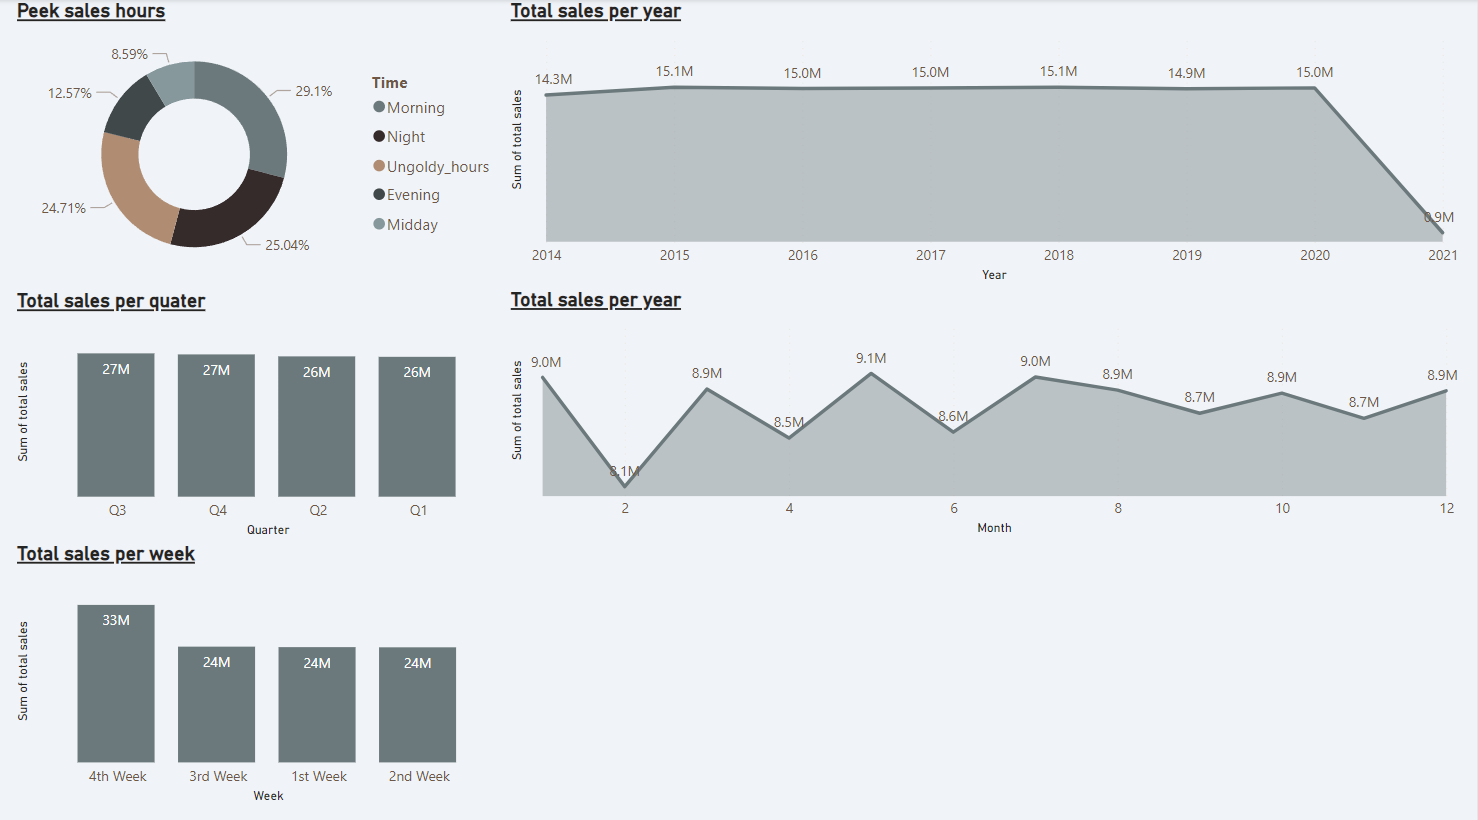 Peek sales hours
8.59%
12.57%
29.1%
24.71%
25.04%
Time
Morning
Night
Ungoldy_hours
Evening
Midday
Total sales per year
Sum of total sales
14.3M
15.1M
15.0M
15.0M
15.1M
14.9M
15.0M
0.9M
2014
2015
2016
2017
2018
2019
2020
2021
Year
Total sales per quater
Sum of total sales
27M
27M
26M
26M
Q3
Q4
Q2
Q1
Quarter
Total sales per year
Sum of total sales
9.0M
8.1M
8.9M
8.5M
9.1M
8.6M
9.0M
8.9M
8.7M
8.9M
8.7M
8.9M
2
4
6
8
10
12
Month
Total sales per week
Sum of total sales
33M
24M
24M
24M
4th Week
3rd Week
1st Week
2nd Week
Week